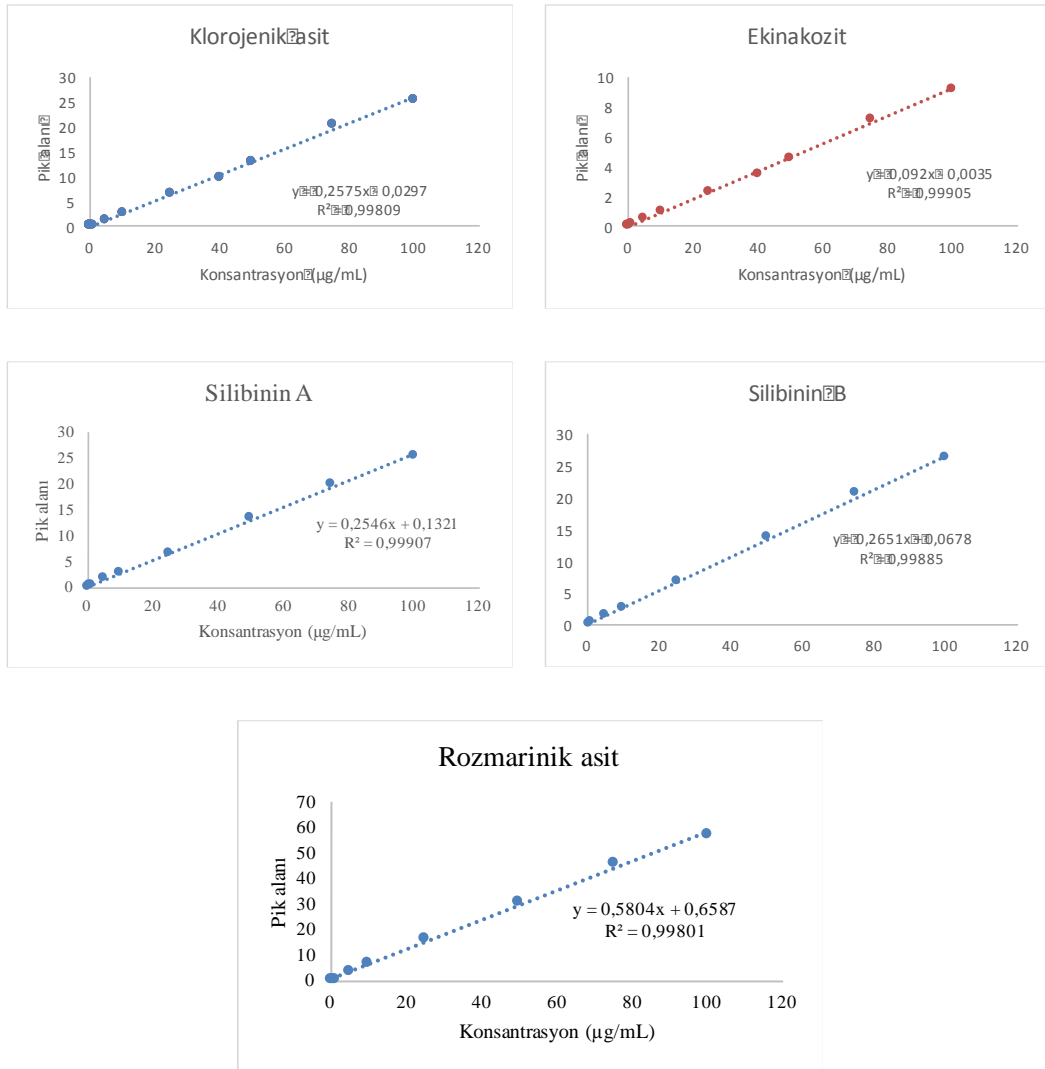 Klorojenik asit
30
25
20
15
10
5
0
Pik alanı
0 20 40 60 80 100 120
y = 0,2575x 0,0297
R² = 0,99809
Konsantrasyon (µg/mL)
Ekinakozit
10
8
6
4
2
0
Pik alanı
0 20 40 60 80 100 120
y = 0,092x 0,0035
R² = 0,99905
Konsantrasyon (µg/mL)
Silibinin A
30
25
20
15
10
5
0
Pik alanı
0 20 40 60 80 100 120
y = 0,2546x + 0,1321
R² = 0,99907
Konsantrasyon (µg/mL)
Silibinin B
30
25
20
15
10
5
0
0 20 40 60 80 100 120
y = 0,2651x + 0,0678
R² = 0,99885
Rozmarinik asit
70
60
50
40
30
20
10
0
Pik alanı
0 20 40 60 80 100 120
y = 0,5804x + 0,6587
R² = 0,99801
Konsantrasyon (µg/mL)